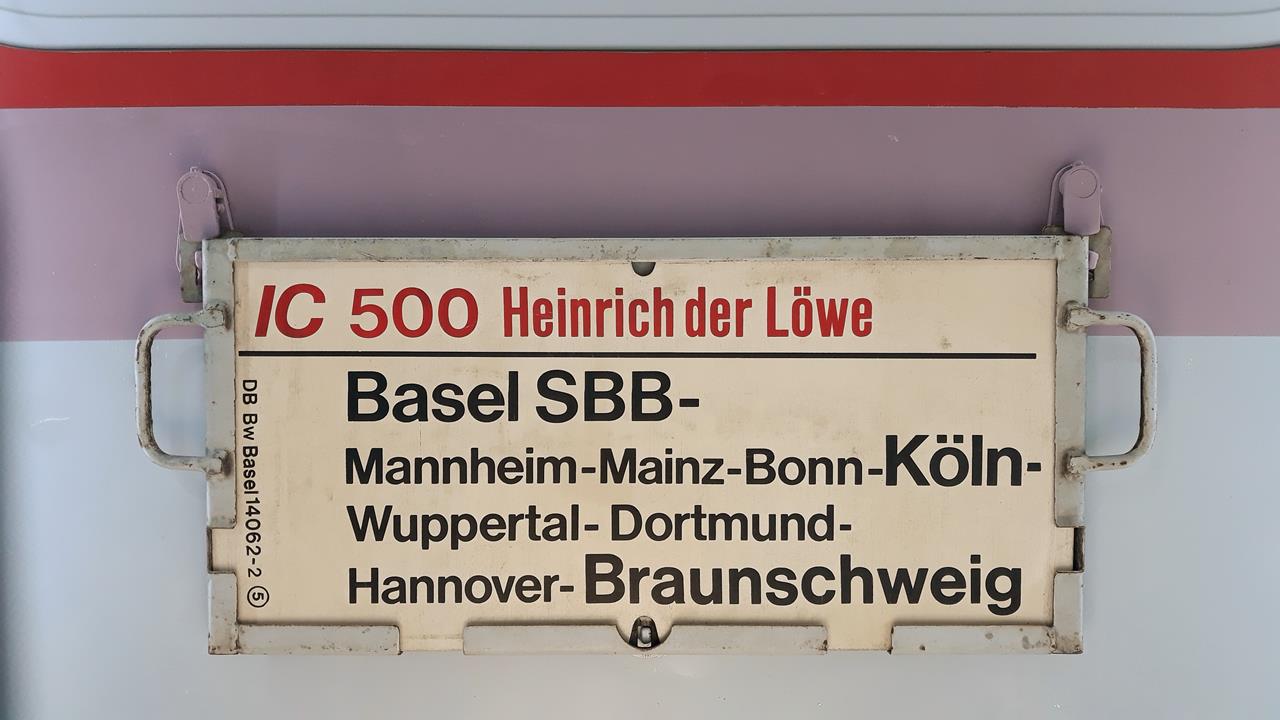 IC 500 Heinrich der Löwe
Basel SBB-
Mannheim-Mainz-Bonn-Köln-
Wuppertal-Dortmund-
Hannover-Braunschweig
DB Bw Basel 14062-2 ⑤